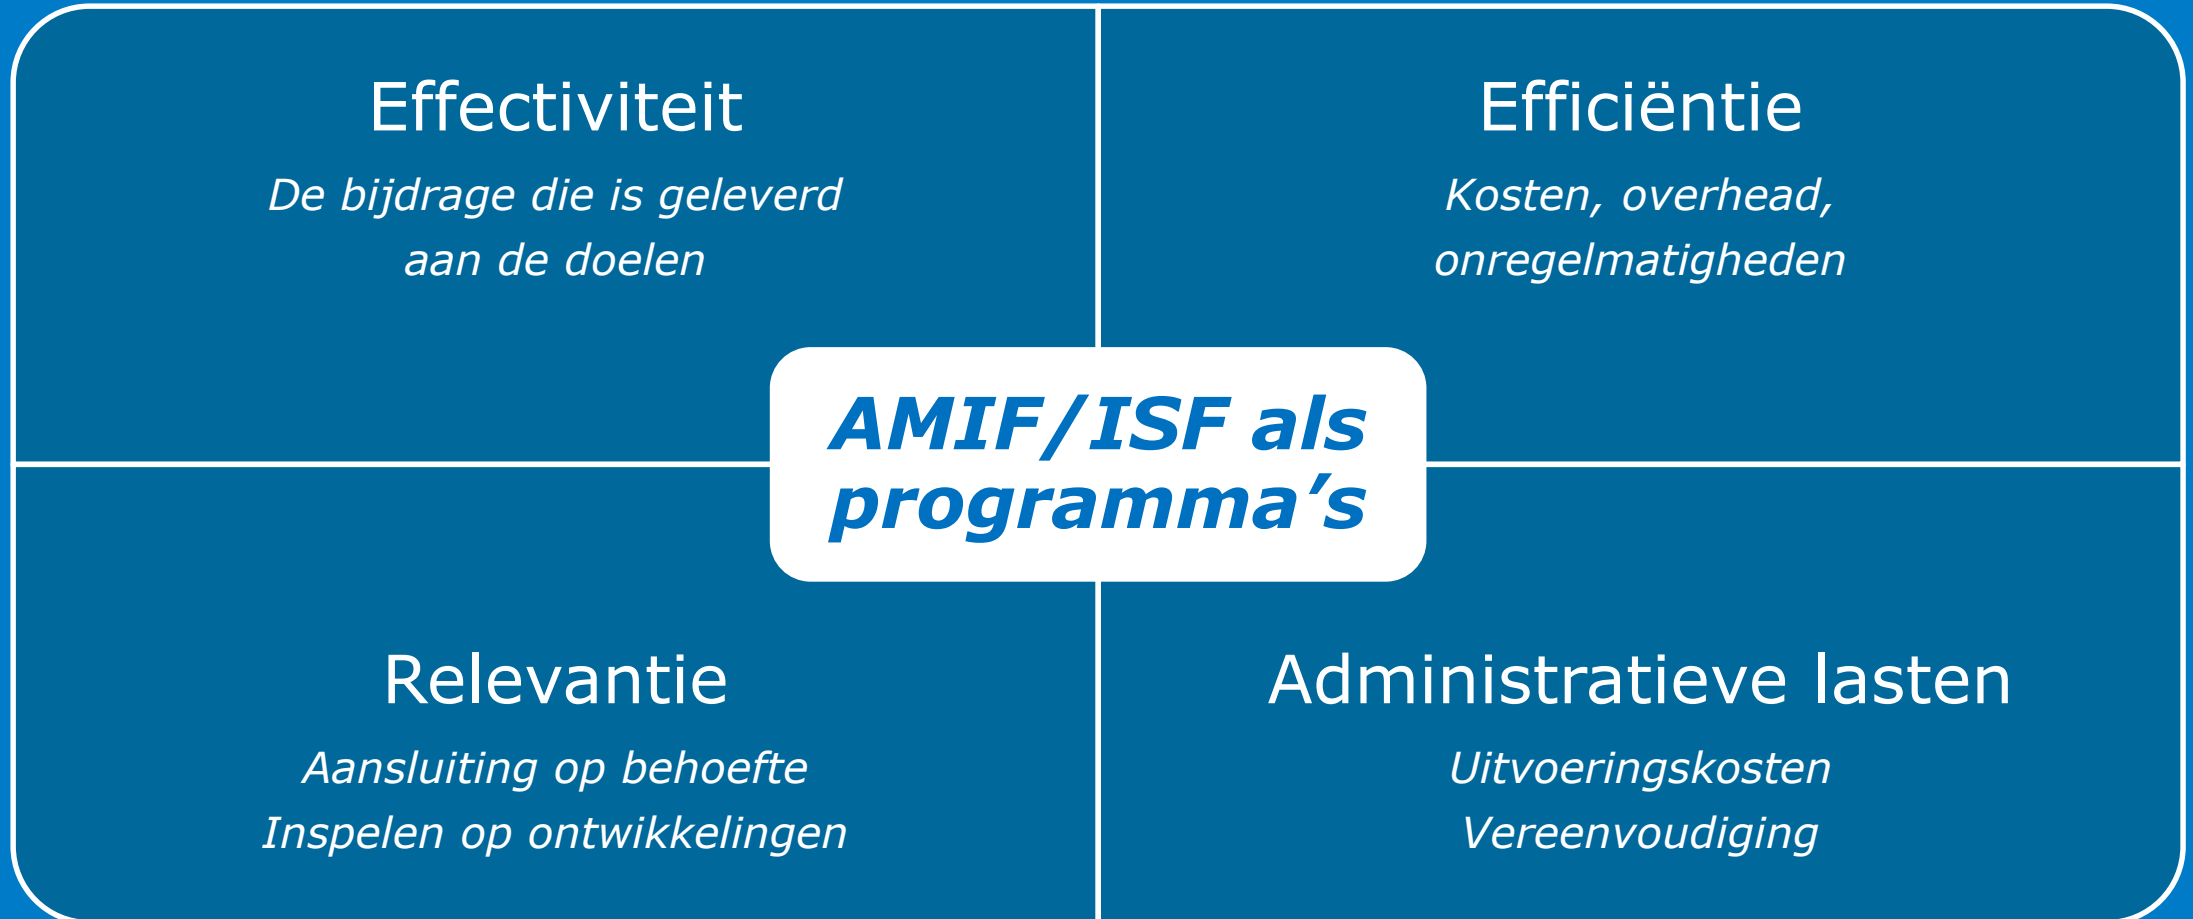 Effectiviteit
De bijdrage die is geleverd
aan de doelen
Efficiëntie
Kosten, overhead,
onregelmatigheden
AMIF/ISF als
programma’s
Relevantie
Aansluiting op behoefte
Inspelen op ontwikkelingen
Administratieve lasten
Uitvoeringskosten
Vereenvoudiging